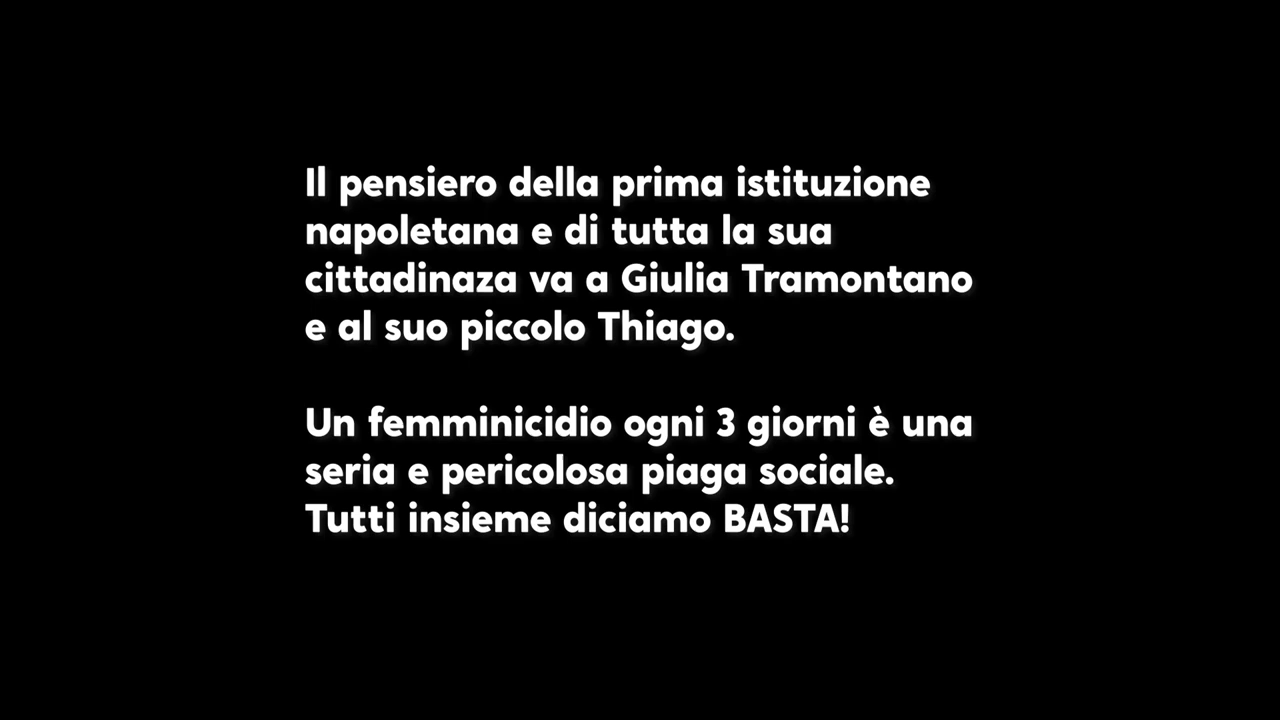 Il pensiero della prima istituzione
napoletana e di tutta la sua
cittadinaza va a Giulia Tramontano
e al suo piccolo Thiago.
Un femminicidio ogni 3 giorni è una
seria e pericolosa piaga sociale.
Tutti insieme diciamo BASTA!